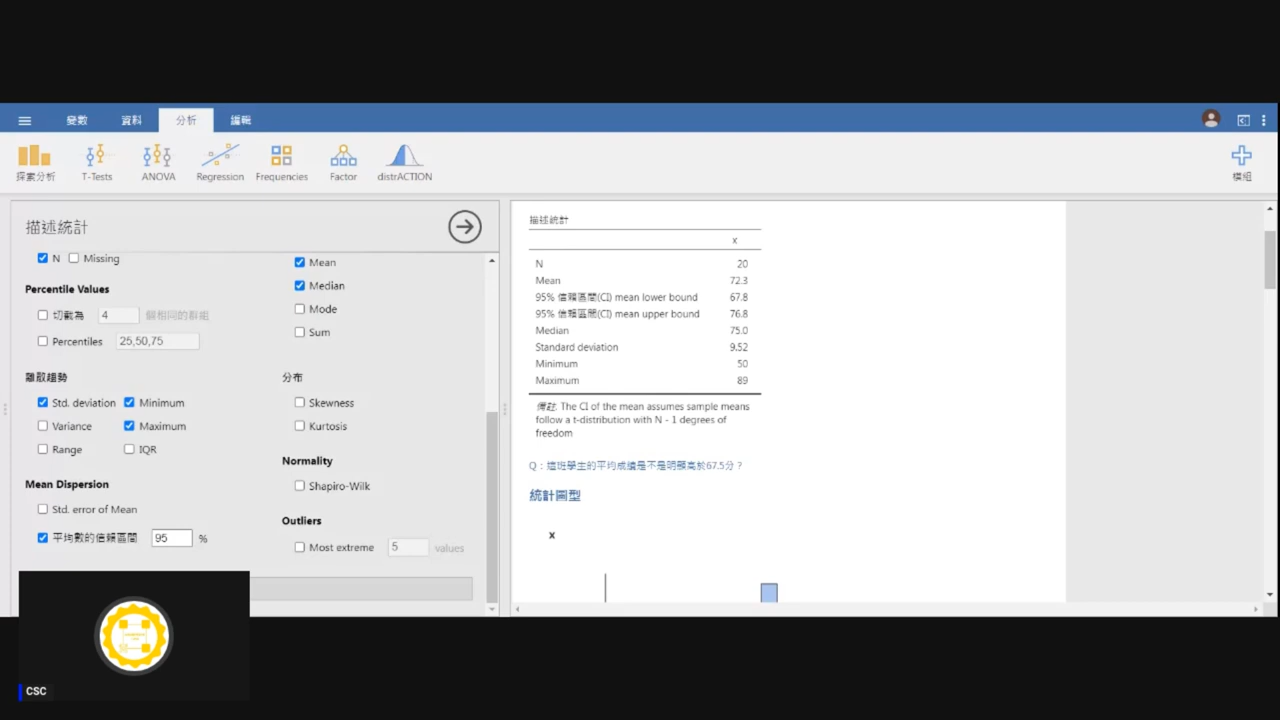 變數 資料 分析 編輯
探索分析 T-Tests ANOVA Regression Frequencies Factor distrACTION 模組
描述統計
N Missing
Percentile Values
切割為 4 個相同的群組
Percentiles 25,50,75
離散趨勢
Std. deviation Minimum
Variance Maximum
Range IQR
Mean Dispersion
Std. error of Mean
平均數的信賴區間 95 %
Mean
Median
Mode
Sum
分布
Skewness
Kurtosis
Normality
Shapiro-Wilk
Outliers
Most extreme 5 values
描述統計
x
N 20
Mean 72.3
95% 信賴區間(CI) mean lower bound 67.8
95% 信賴區間(CI) mean upper bound 76.8
Median 75.0
Standard deviation 9.52
Minimum 50
Maximum 89
備註. The CI of the mean assumes sample means
follow a t-distribution with N - 1 degrees of
freedom
Q：這班學生的平均成績是不是明顯高於67.5分？
統計圖型
x
CSC